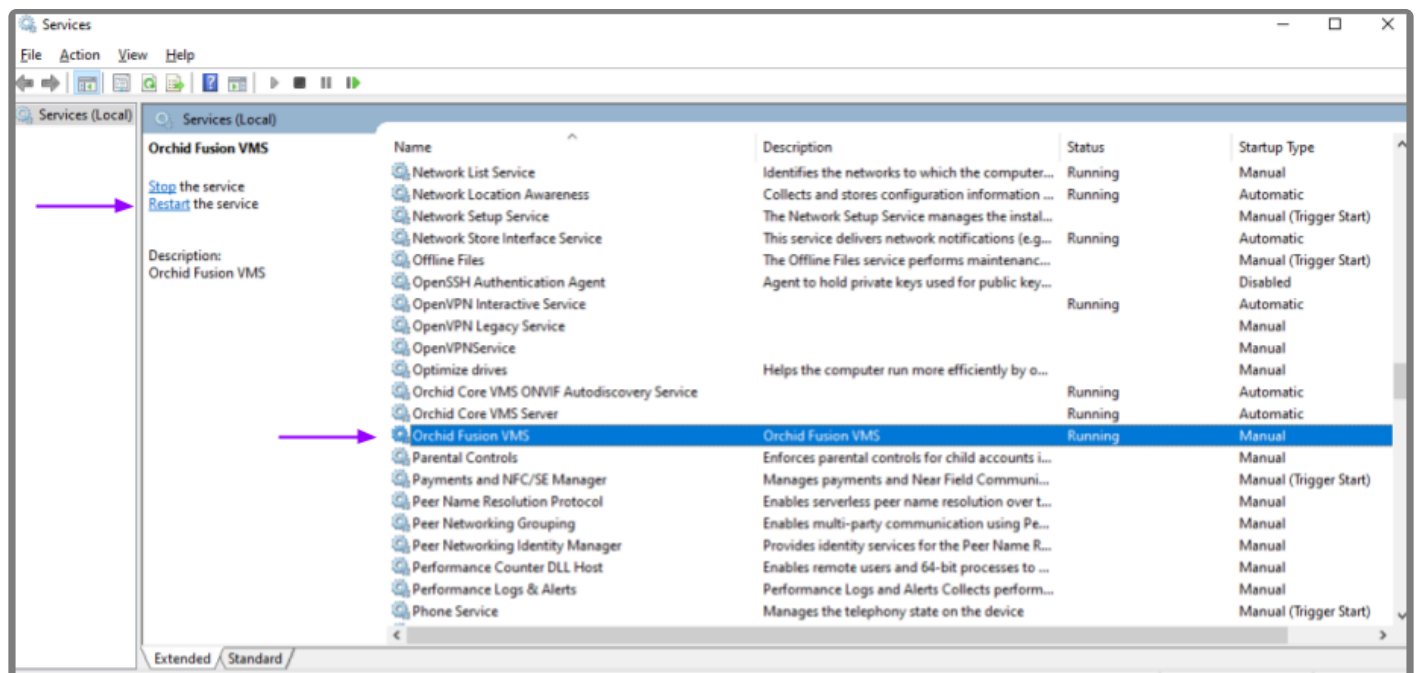 Services
File Action View Help
Services (Local)
Services (Local)
Orchid Fusion VMS
Stop the service
Restart the service
Description:
Orchid Fusion VMS
Name Description Status Startup Type
Network List Service Identifies the networks to which the computer... Running Manual
Network Location Awareness Collects and stores configuration information ... Running Automatic
Network Setup Service The Network Setup Service manages the instal... Manual (Trigger Start)
Network Store Interface Service This service delivers network notifications (e.g... Running Automatic
Offline Files The Offline Files service performs maintenanc... Manual (Trigger Start)
OpenSSH Authentication Agent Agent to hold private keys used for public key... Disabled
OpenVPN Interactive Service Running Automatic
OpenVPN Legacy Service Manual
OpenVPNService Manual
Optimize drives Helps the computer run more efficiently by o... Manual
Orchid Core VMS ONVIF Autodiscovery Service Running Automatic
Orchid Core VMS Server Running Automatic
Orchid Fusion VMS Orchid Fusion VMS Running Manual
Parental Controls Enforces parental controls for child accounts i... Manual
Payments and NFC/SE Manager Manages payments and Near Field Communi... Manual (Trigger Start)
Peer Name Resolution Protocol Enables serverless peer name resolution over t... Manual
Peer Networking Grouping Enables multi-party communication using Pe... Manual
Peer Networking Identity Manager Provides identity services for the Peer Name R... Manual
Performance Counter DLL Host Enables remote users and 64-bit processes to ... Manual
Performance Logs & Alerts Performance Logs and Alerts Collects perform... Manual
Phone Service Manages the telephony state on the device Manual (Trigger Start)
Extended Standard